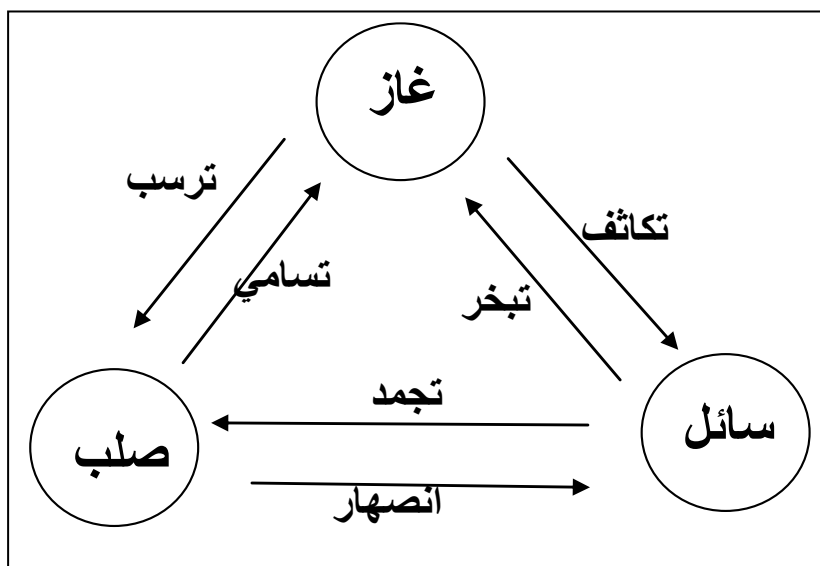 غاز
ترسب
تكاثف
تسامي
تبخر
تجمد
سائل
صلب
انصهار